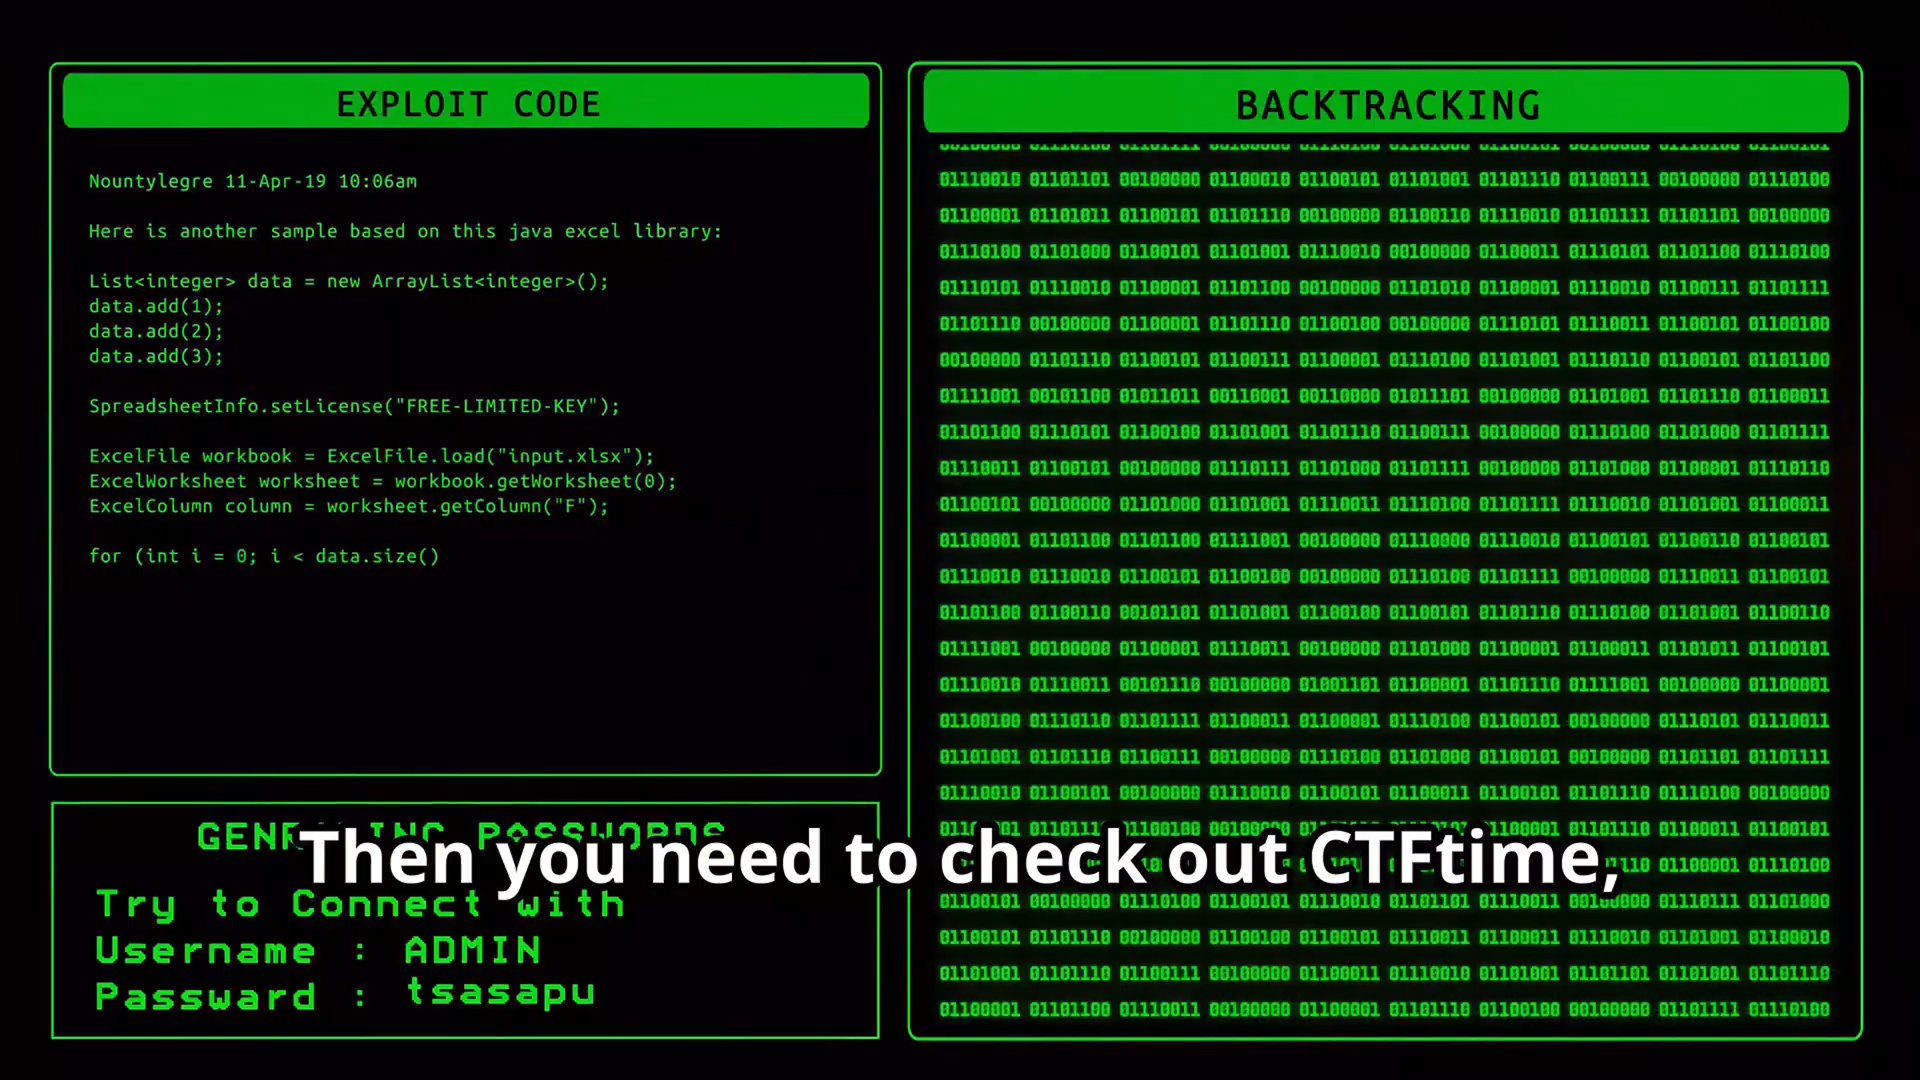 EXPLOIT CODE
Nountylegre 11-Apr-19 10:06am
Here is another sample based on this java excel library:
List<integer> data = new ArrayList<integer>();
data.add(1);
data.add(2);
data.add(3);
SpreadsheetInfo.setLicense("FREE-LIMITED-KEY");
ExcelFile workbook = ExcelFile.load("input.xlsx");
ExcelWorksheet worksheet = workbook.getWorksheet(0);
ExcelColumn column = worksheet.getColumn("F");
for (int i = 0; i < data.size()
BACKTRACKING
01110010 01101101 00100000 01100010 01100101 01101001 01101110 01100111 00100000 01110100
01100001 01101011 01100101 01101110 00100000 01100110 01110010 01101111 01101101 00100000
01110100 01101000 01100101 01101001 01110010 00100000 01100011 01110101 01101100 01110100
01110101 01110010 01100001 01101100 00100000 01101010 01100001 01110010 01100111 01101111
01101110 00100000 01100001 01101110 01100100 00100000 01110101 01110011 01100101 01100100
00100000 01101110 01100101 01100111 01100001 01110100 01101001 01110110 01100101 01101100
01111001 00101100 01011011 00110001 00110000 01011101 00100000 01101001 01101110 01100011
01101100 01110101 01100100 01101001 01101110 01100111 00100000 01110100 01101000 01101111
01110011 01100101 00100000 01110111 01101000 01101111 00100000 01101000 01100001 01110110
01100101 00100000 01101000 01101001 01110011 01110100 01101111 01110010 01101001 01100011
01100001 01101100 01101100 01111001 00100000 01110000 01110010 01100101 01100110 01100101
01110010 01110010 01100101 01100100 00100000 01110100 01101111 00100000 01110011 01100101
01101100 01100110 00101101 01101001 01100100 01100101 01101110 01110100 01101001 01100110
01111001 00100000 01100001 01110011 00100000 01101000 01100001 01100011 01101011 01100101
01110010 01110011 00101110 00100000 01001101 01100001 01101110 01111001 00100000 01100001
01100100 01110110 01101111 01100011 01100001 01110100 01100101 00100000 01110101 01110011
01101001 01101110 01100111 00100000 01110100 01101000 01100101 00100000 01101101 01101111
01110010 01100101 00100000 01110010 01100101 01100011 01100101 01101110 01110100 00100000
01100001 01101110 01100011
01100001 01110100
01100101 00100000 01110100 01100101 01110010 01101101 01110011 00100000 01110111 01101000
01100101 01101110 00100000 01100100 01100101 01110011 01100011 01110010 01101001 01100010
01101001 01101110 01100111 00100000 01100011 01110010 01101001 01101101 01101001 01101110
01100001 01101100 01110011 00100000 01100001 01101110 01100100 00100000 01101111 01110100
Then you need to check out CTFtime,
Try to Connect with
Username : ADMIN
Passward : tsasapu